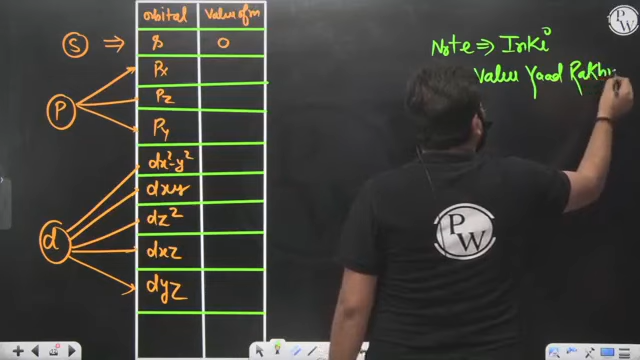 orbital Value of m
S ⇒ s 0
Px
P Pz
Py
dx²-y²
dxy
d dz²
dxz
dyz
Note ⇒ Inki
Value Yaad Rakhi
P
W
PW